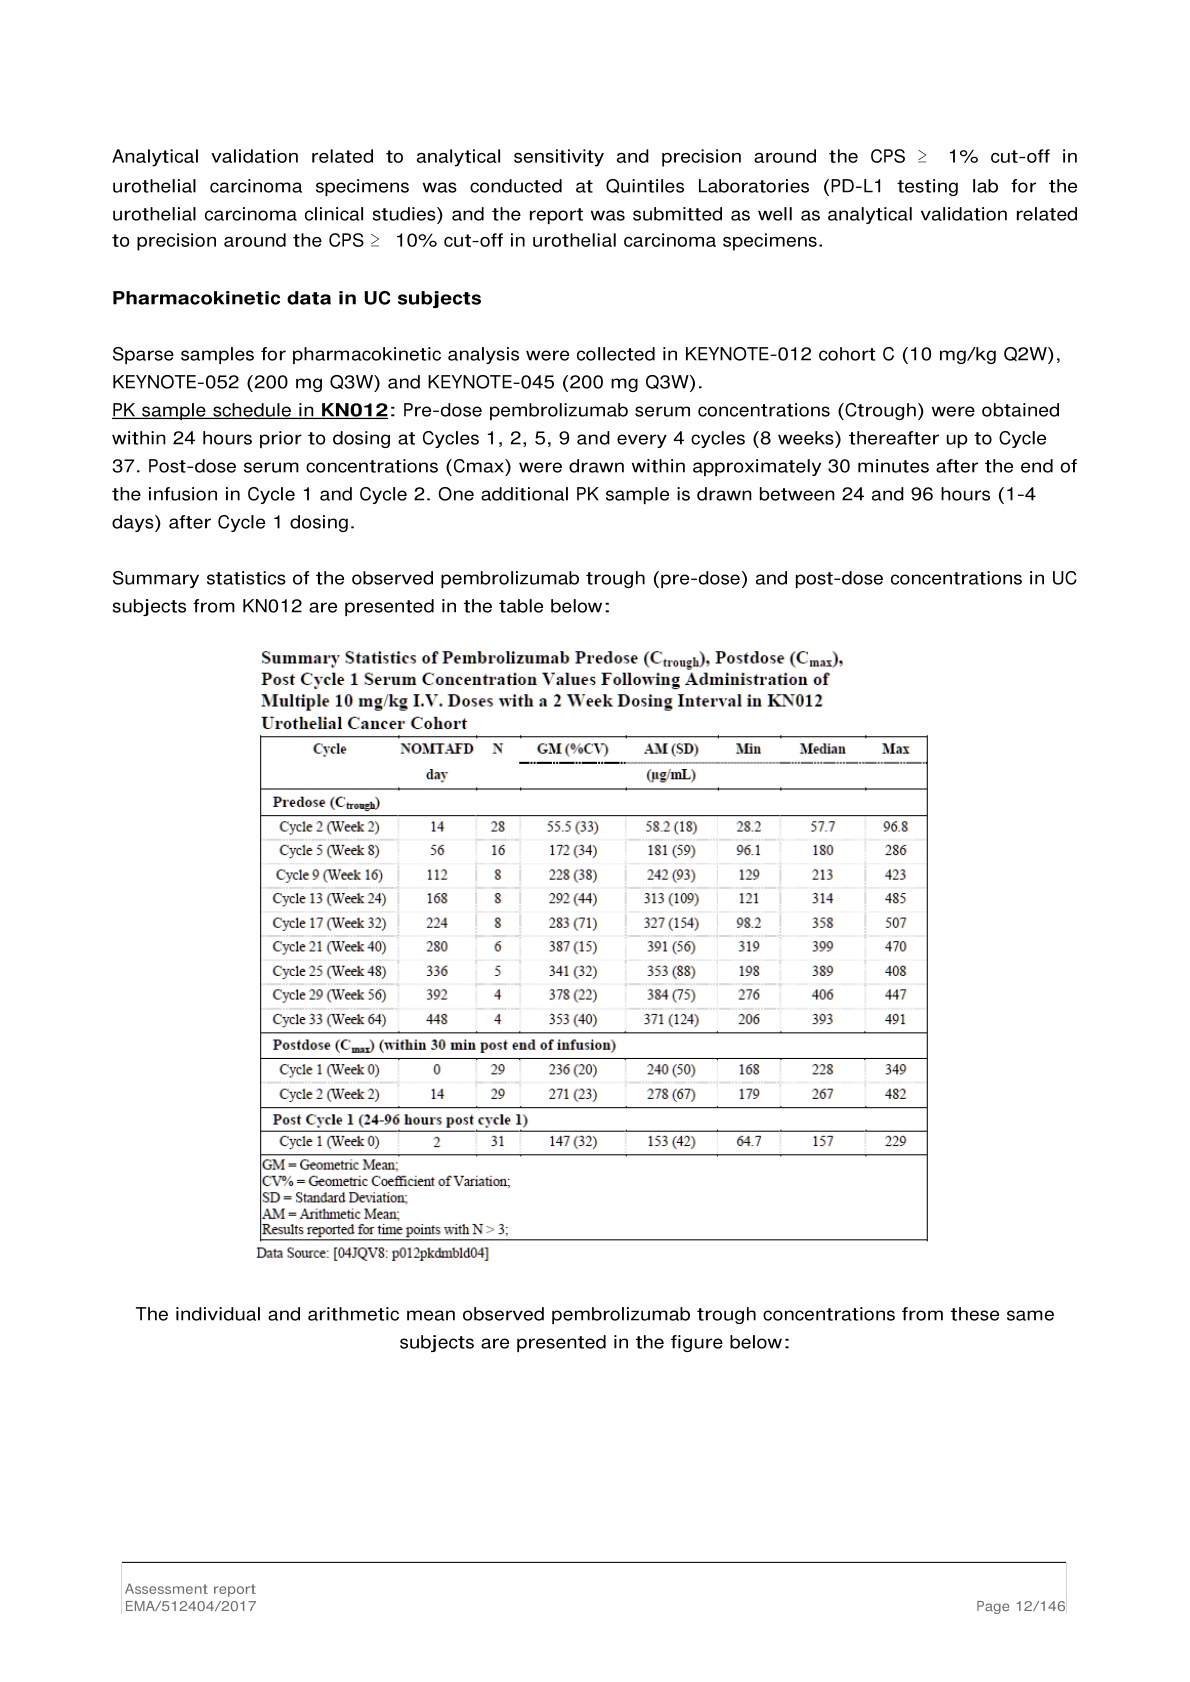 Analytical validation related to analytical sensitivity and precision around the CPS ≥ 1% cut-off in
urothelial carcinoma specimens was conducted at Quintiles Laboratories (PD-L1 testing lab for the
urothelial carcinoma clinical studies) and the report was submitted as well as analytical validation related
to precision around the CPS ≥ 10% cut-off in urothelial carcinoma specimens.
Pharmacokinetic data in UC subjects
Sparse samples for pharmacokinetic analysis were collected in KEYNOTE-012 cohort C (10 mg/kg Q2W),
KEYNOTE-052 (200 mg Q3W) and KEYNOTE-045 (200 mg Q3W).
PK sample schedule in KN012: Pre-dose pembrolizumab serum concentrations (Ctrough) were obtained
within 24 hours prior to dosing at Cycles 1, 2, 5, 9 and every 4 cycles (8 weeks) thereafter up to Cycle
37. Post-dose serum concentrations (Cmax) were drawn within approximately 30 minutes after the end of
the infusion in Cycle 1 and Cycle 2. One additional PK sample is drawn between 24 and 96 hours (1-4
days) after Cycle 1 dosing.
Summary statistics of the observed pembrolizumab trough (pre-dose) and post-dose concentrations in UC
subjects from KN012 are presented in the table below:
Summary Statistics of Pembrolizumab Predose (Ctrough), Postdose (Cmax),
Post Cycle 1 Serum Concentration Values Following Administration of
Multiple 10 mg/kg I.V. Doses with a 2 Week Dosing Interval in KN012
Urothelial Cancer Cohort
Cycle NOMTAFD N GM (%CV) AM (SD) Min Median Max
day (µg/mL)
Predose (Ctrough)
Cycle 2 (Week 2) 14 28 55.5 (33) 58.2 (18) 28.2 57.7 96.8
Cycle 5 (Week 8) 56 16 172 (34) 181 (59) 96.1 180 286
Cycle 9 (Week 16) 112 8 228 (38) 242 (93) 129 213 423
Cycle 13 (Week 24) 168 8 292 (44) 313 (109) 121 314 485
Cycle 17 (Week 32) 224 8 283 (71) 327 (154) 98.2 358 507
Cycle 21 (Week 40) 280 6 387 (15) 391 (56) 319 399 470
Cycle 25 (Week 48) 336 5 341 (32) 353 (88) 198 389 408
Cycle 29 (Week 56) 392 4 378 (22) 384 (75) 276 406 447
Cycle 33 (Week 64) 448 4 353 (40) 371 (124) 206 393 491
Postdose (Cmax) (within 30 min post end of infusion)
Cycle 1 (Week 0) 0 29 236 (20) 240 (50) 168 228 349
Cycle 2 (Week 2) 14 29 271 (23) 278 (67) 179 267 482
Post Cycle 1 (24-96 hours post cycle 1)
Cycle 1 (Week 0) 2 31 147 (32) 153 (42) 64.7 157 229
GM = Geometric Mean;
CV% = Geometric Coefficient of Variation;
SD = Standard Deviation;
AM = Arithmetic Mean;
Results reported for time points with N > 3;
Data Source: [04JQV8: p012pkdmbld04]
The individual and arithmetic mean observed pembrolizumab trough concentrations from these same
subjects are presented in the figure below:
Assessment report
EMA/512404/2017 Page 12/146